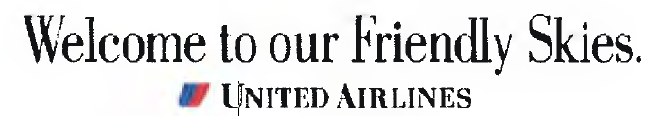 Welcome to our Friendly Skies.
UNITED AIRLINES